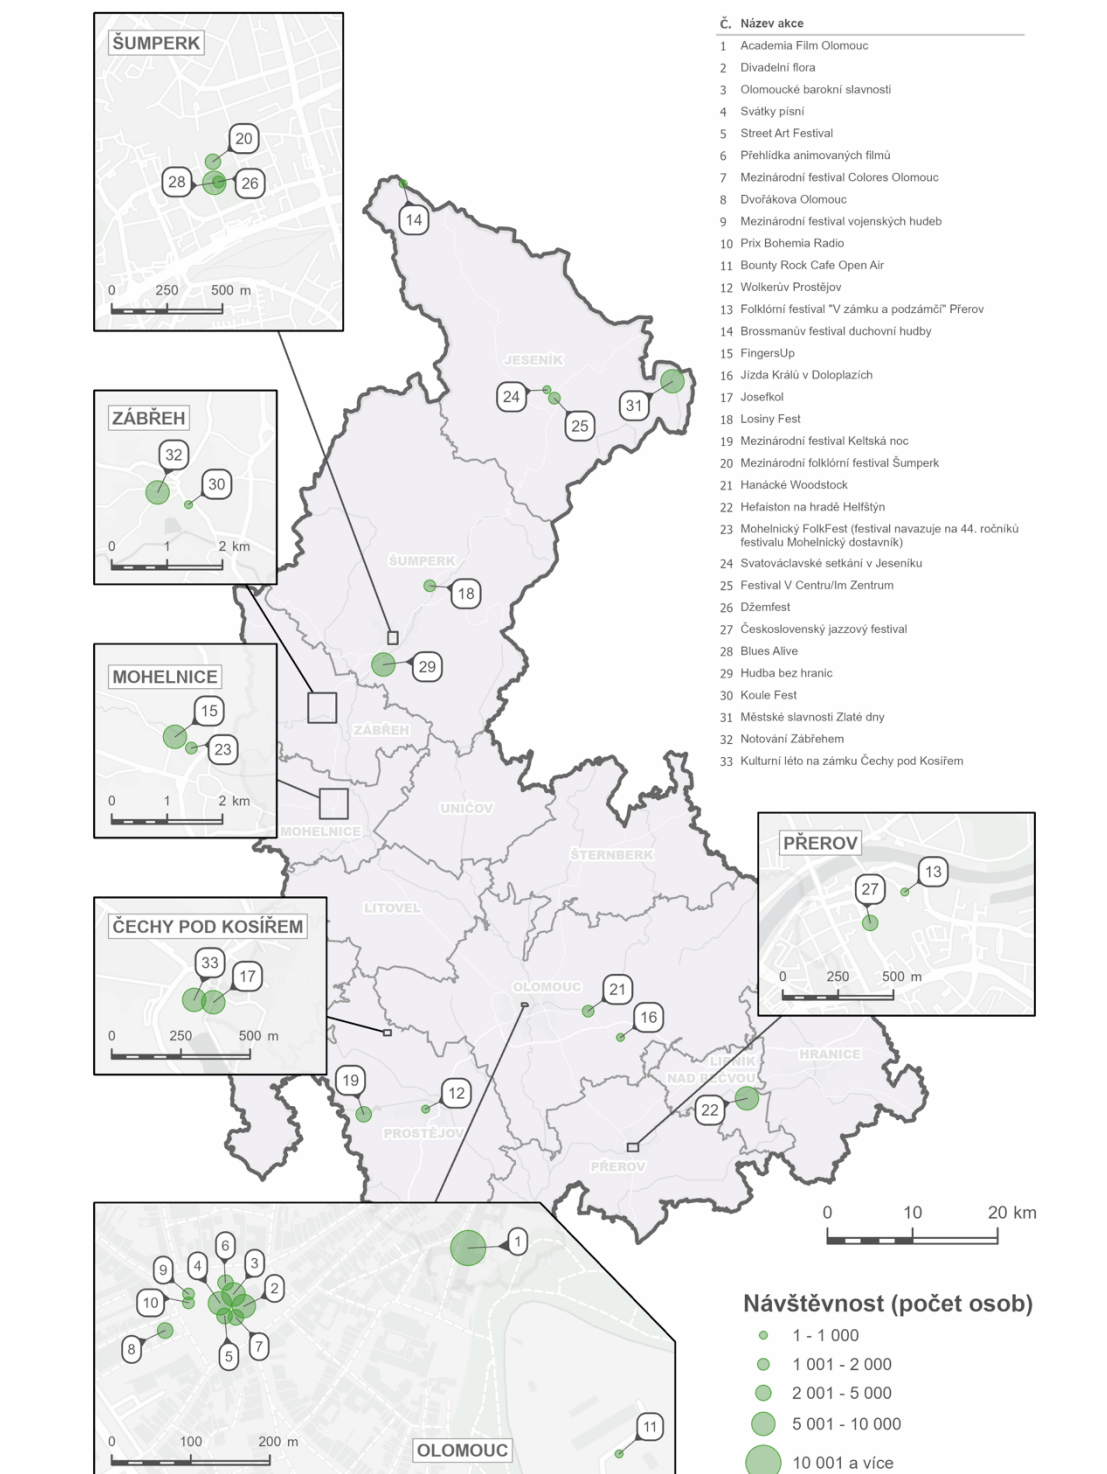 ŠUMPERK
20
28
26
0 250 500 m
Č. Název akce
1 Academia Film Olomouc
2 Divadelní flora
3 Olomoucké barokní slavnosti
4 Svátky písní
5 Street Art Festival
6 Přehlídka animovaných filmů
7 Mezinárodní festival Colores Olomouc
8 Dvořákova Olomouc
9 Mezinárodní festival vojenských hudeb
10 Prix Bohemia Radio
11 Bounty Rock Cafe Open Air
12 Wolkerův Prostějov
13 Folklórní festival "V zámku a podzámčí" Přerov
14 Brossmanův festival duchovní hudby
15 FingersUp
16 Jízda Králů v Doloplazích
17 Josefkol
18 Losiny Fest
19 Mezinárodní festival Keltská noc
20 Mezinárodní folklórní festival Šumperk
21 Hanácké Woodstock
22 Hefaiston na hradě Helfštýn
23 Mohelnický FolkFest (festival navazuje na 44. ročníků
festivalu Mohelnický dostavník)
24 Svatováclavské setkání v Jeseníku
25 Festival V Centru/Im Zentrum
26 Džemfest
27 Československý jazzový festival
28 Blues Alive
29 Hudba bez hranic
30 Koule Fest
31 Městské slavnosti Zlaté dny
32 Notování Zábřehem
33 Kulturní léto na zámku Čechy pod Kosířem
14
JESENÍK
24
25
31
ZÁBŘEH
32
30
0 1 2 km
ŠUMPERK
18
29
MOHELNICE
15
23
0 1 2 km
ZÁBŘEH
UNIČOV
MOHELNICE
ŠTERNBERK
LITOVEL
PŘEROV
13
27
0 250 500 m
ČECHY POD KOSÍŘEM
33
17
0 250 500 m
OLOMOUC
21
16
LIPNÍK
NAD BEČVOU
HRANICE
19
12
22
PROSTĚJOV
PŘEROV
0 10 20 km
1
6
3
4
9
2
10
8
5
7
11
0 100 200 m
OLOMOUC
Návštěvnost (počet osob)
1 - 1 000
1 001 - 2 000
2 001 - 5 000
5 001 - 10 000
10 001 a více